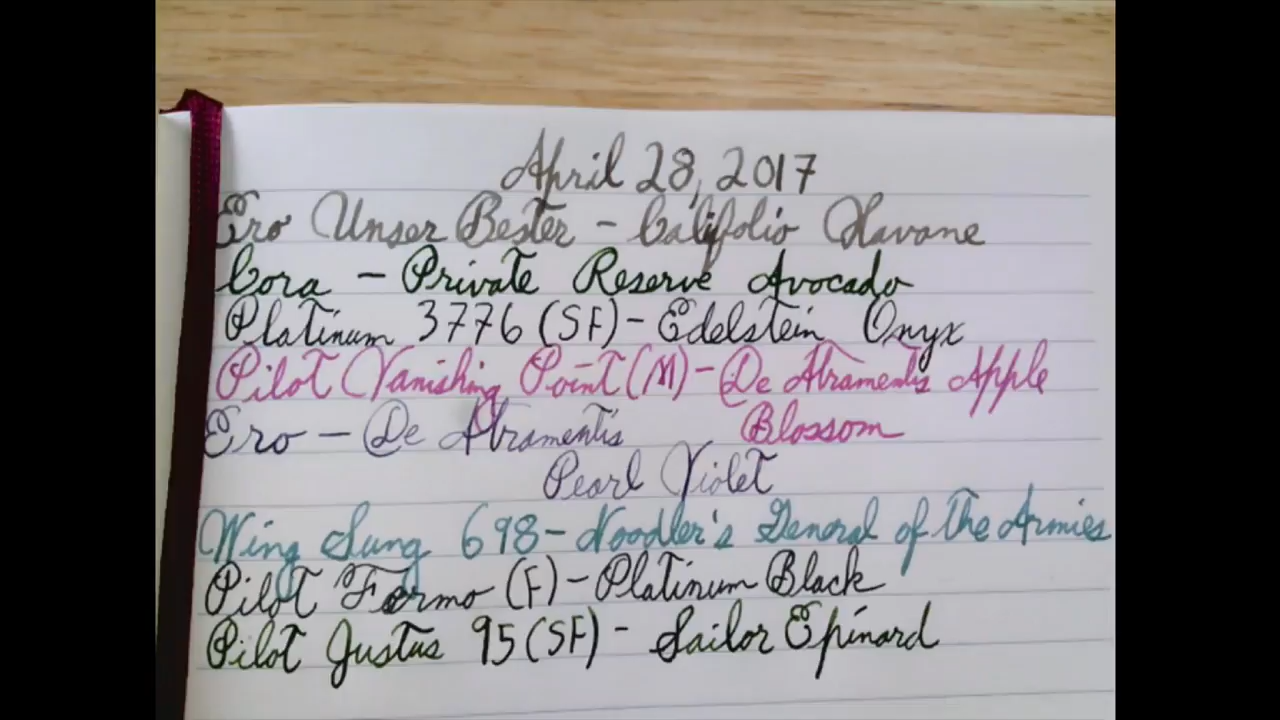 April 28, 2017
Ero Unser Bester - Califolio Havane
Cora - Private Reserve Avocado
Platinum 3776 (SF) - Edelstein Onyx
Pilot Vanishing Point (M) - De Atramentis Apple
Blossom
Ero - De Atramentis
Pearl Violet
Wing Sung 698 - Noodler's General of the Armies
Pilot Fermo (F) - Platinum Black
Pilot Justus 95 (SF) - Sailor Epinard